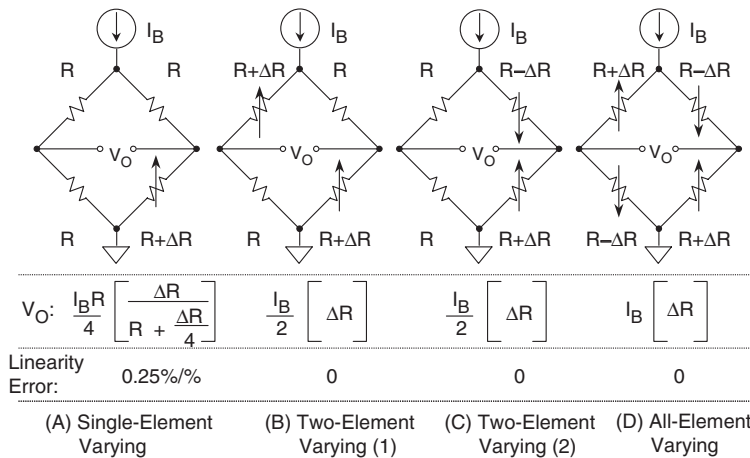 I_B I_B I_B I_B
R R R+ΔR R R R−ΔR R+ΔR R−ΔR
V_O V_O V_O V_O
R R+ΔR R R+ΔR R R+ΔR R−ΔR R+ΔR
V_O: I_B R / 4 [ ΔR / (R + ΔR/4) ] I_B / 2 [ ΔR ] I_B / 2 [ ΔR ] I_B [ ΔR ]
Linearity
Error: 0.25%/% 0 0 0
(A) Single-Element (B) Two-Element (C) Two-Element (D) All-Element
Varying Varying (1) Varying (2) Varying